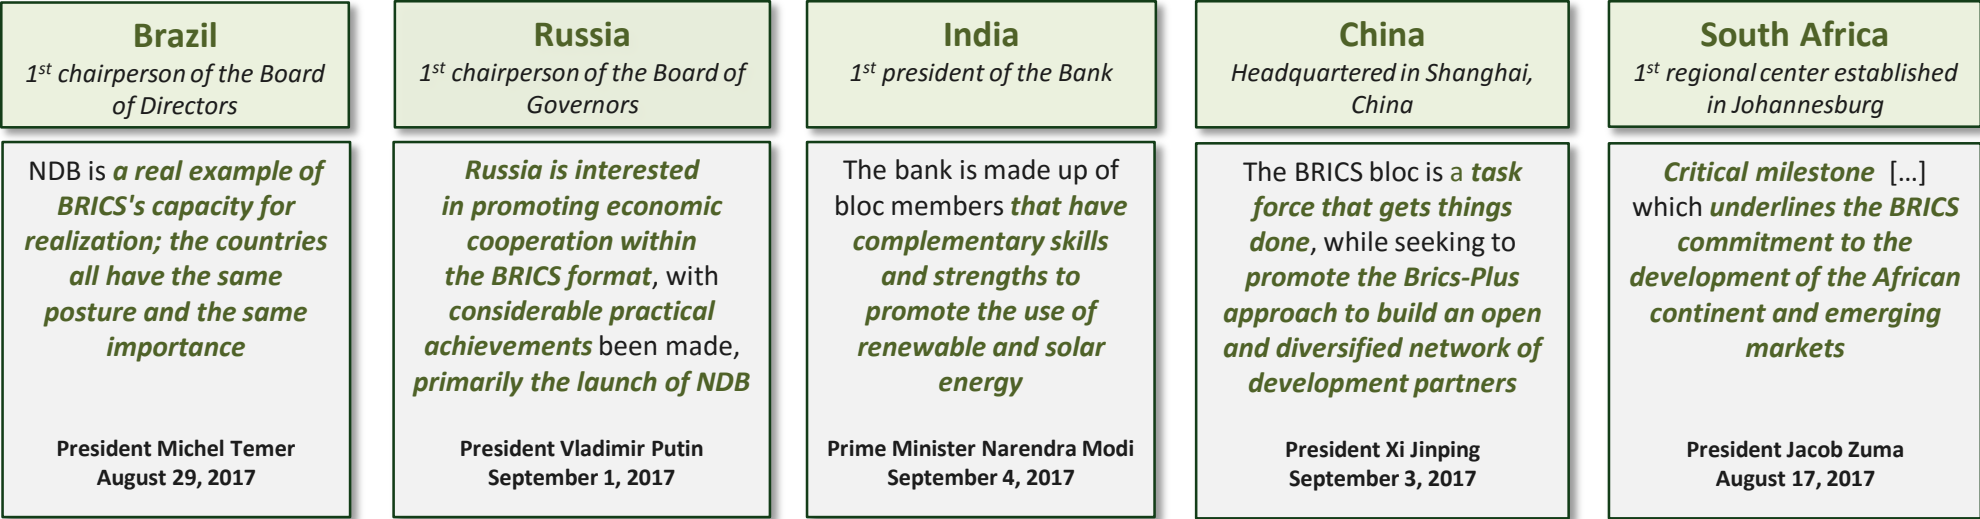 Brazil
1st chairperson of the Board
of Directors
NDB is a real example of
BRICS's capacity for
realization; the countries
all have the same
posture and the same
importance
President Michel Temer
August 29, 2017
Russia
1st chairperson of the Board of
Governors
Russia is interested
in promoting economic
cooperation within
the BRICS format, with
considerable practical
achievements been made,
primarily the launch of NDB
President Vladimir Putin
September 1, 2017
India
1st president of the Bank
The bank is made up of
bloc members that have
complementary skills
and strengths to
promote the use of
renewable and solar
energy
Prime Minister Narendra Modi
September 4, 2017
China
Headquartered in Shanghai,
China
The BRICS bloc is a task
force that gets things
done, while seeking to
promote the Brics-Plus
approach to build an open
and diversified network of
development partners
President Xi Jinping
September 3, 2017
South Africa
1st regional center established
in Johannesburg
Critical milestone [...]
which underlines the BRICS
commitment to the
development of the African
continent and emerging
markets
President Jacob Zuma
August 17, 2017